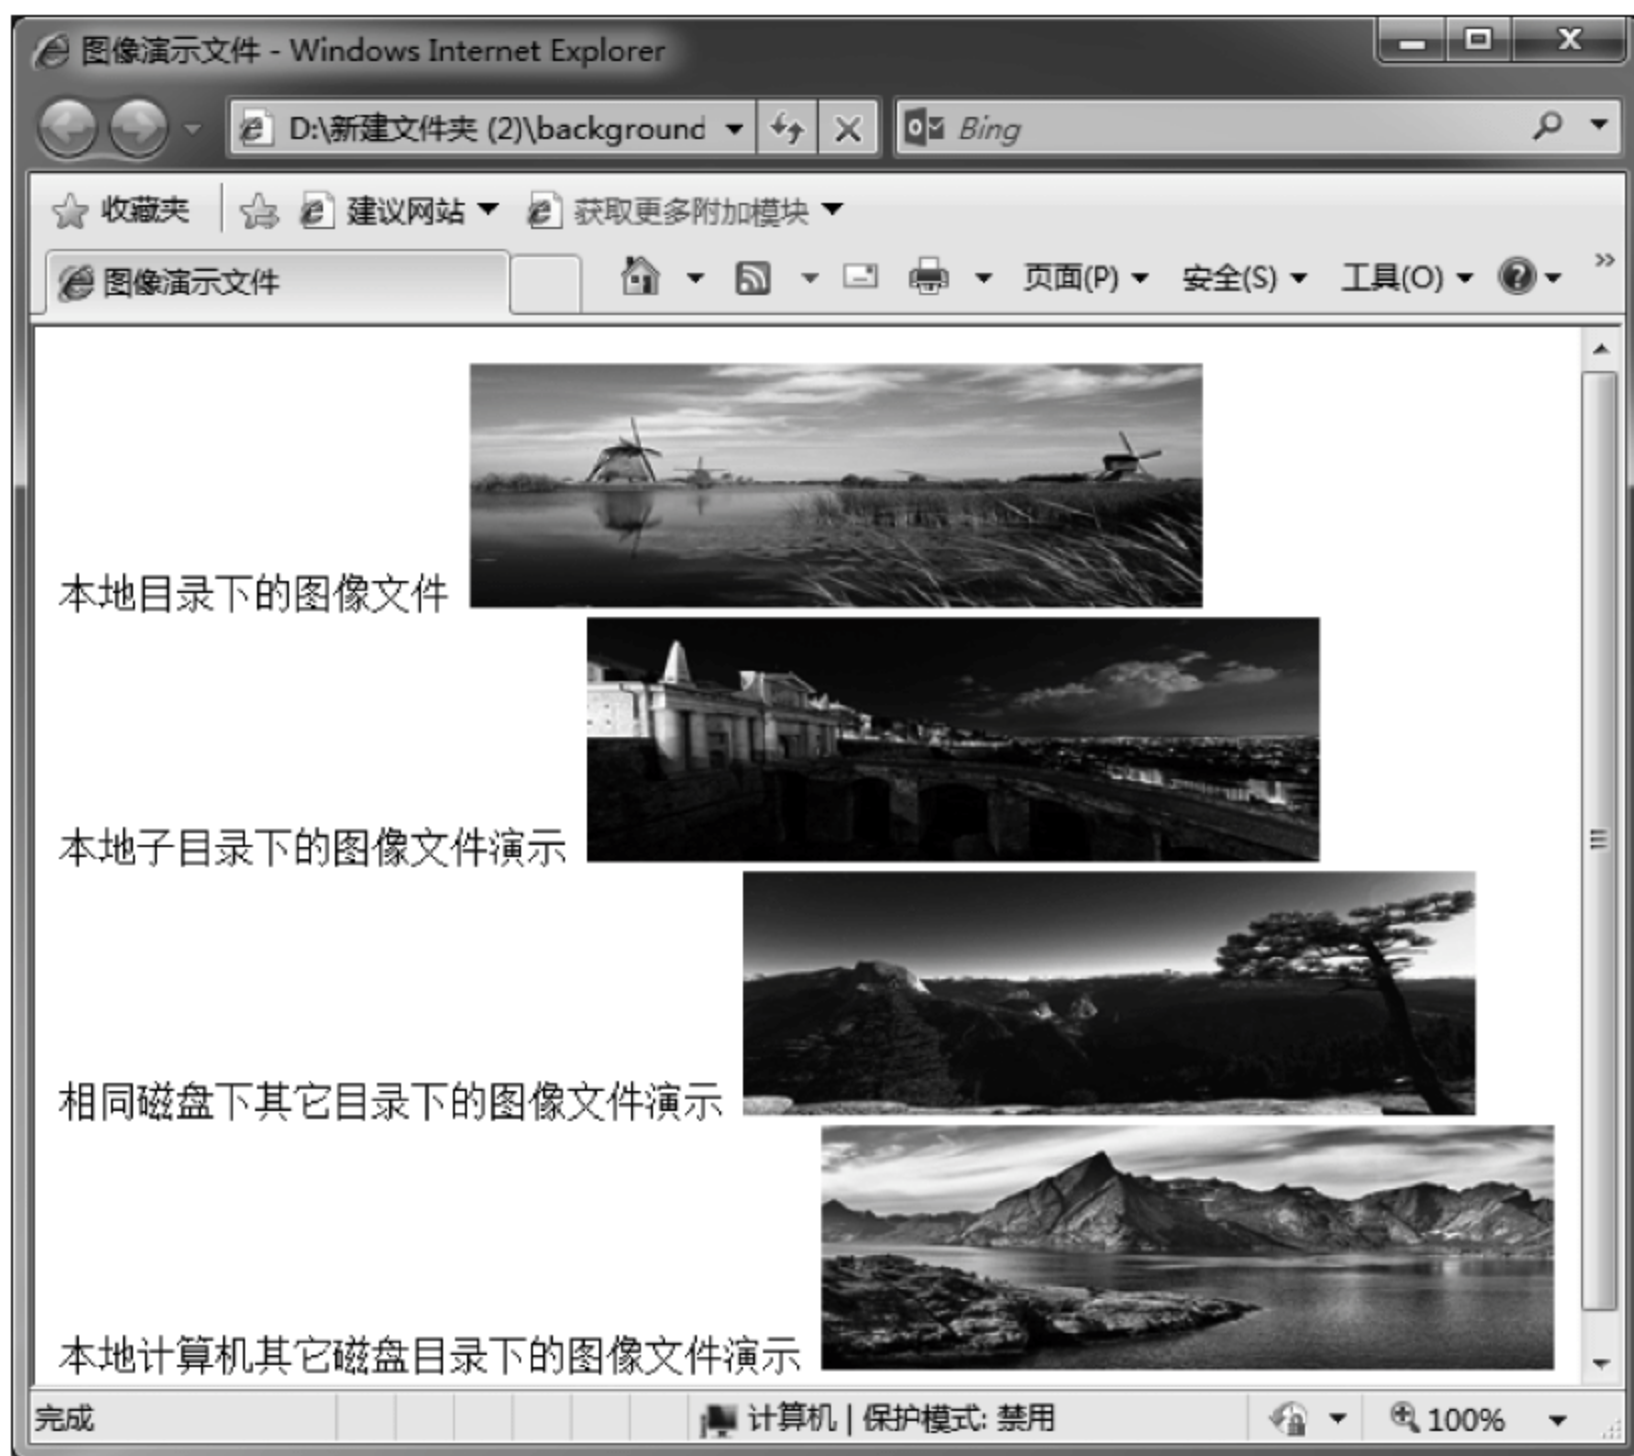 图像演示文件 - Windows Internet Explorer
D:\新建文件夹 (2)\background
Bing
收藏夹
建议网站
获取更多附加模块
图像演示文件
页面(P)
安全(S)
工具(O)
本地目录下的图像文件
本地子目录下的图像文件演示
相同磁盘下其它目录下的图像文件演示
本地计算机其它磁盘目录下的图像文件演示
完成
计算机 | 保护模式: 禁用
100%